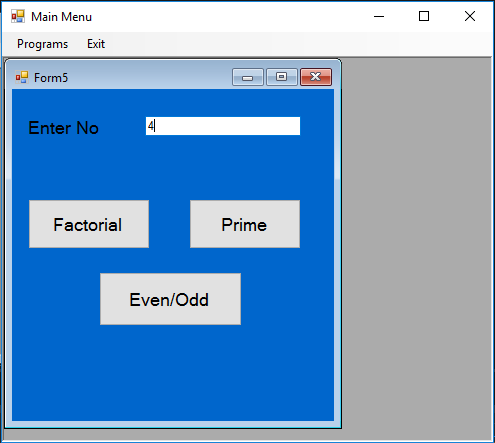 Main Menu
Programs Exit
Form5
Enter No 4
Factorial Prime
Even/Odd